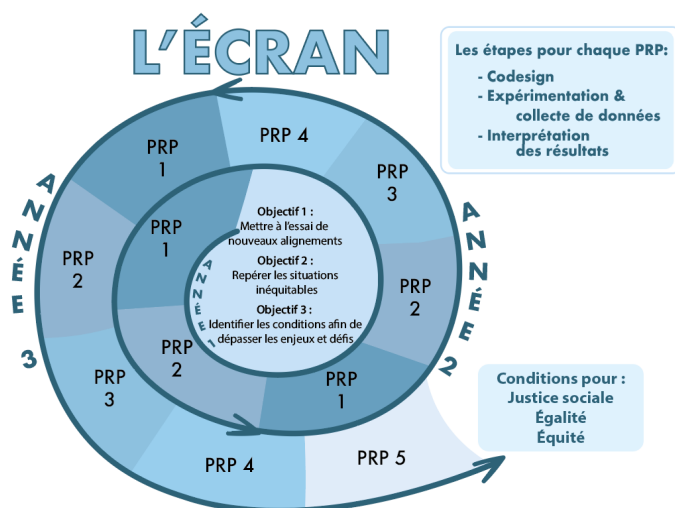 L'ÉCRAN
Les étapes pour chaque PRP:
- Codesign
- Expérimentation &
collecte de données
- Interprétation
des résultats
PRP 4
PRP
1
PRP
3
ANNÉE 3
ANNÉE 2
PRP
1
PRP
2
PRP
2
ANNÉE 1
Objectif 1 :
Mettre à l'essai de
nouveaux alignements
Objectif 2 :
Repérer les situations
inéquitables
Objectif 3 :
Identifier les conditions afin de
dépasser les enjeux et défis
PRP
2
PRP
1
PRP
3
PRP 4
PRP 5
Conditions pour :
Justice sociale
Égalité
Équité